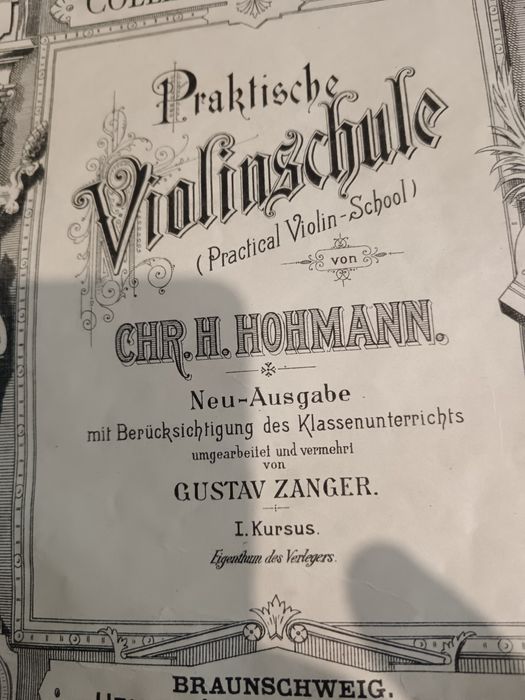 Praktische
Violinschule
(Practical Violin-School)
von
CHR. H. HOHMANN.
Neu-Ausgabe
mit Berücksichtigung des Klassenunterrichts
umgearbeitet und vermehrt
von
GUSTAV ZANGER.
I. Kursus.
Eigenthum des Verlegers.
BRAUNSCHWEIG.